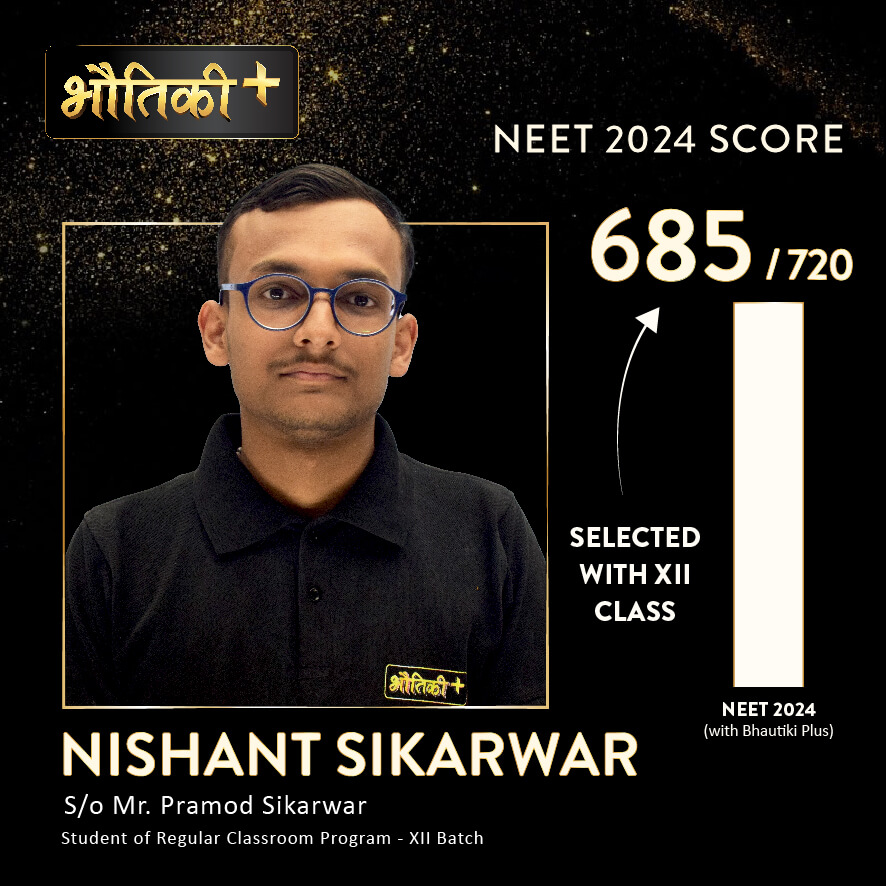 भौतिकी+
NEET 2024 SCORE
685 / 720
SELECTED
WITH XII
CLASS
भौतिकी+
NEET 2024
(with Bhautiki Plus)
NISHANT SIKARWAR
S/o Mr. Pramod Sikarwar
Student of Regular Classroom Program - XII Batch